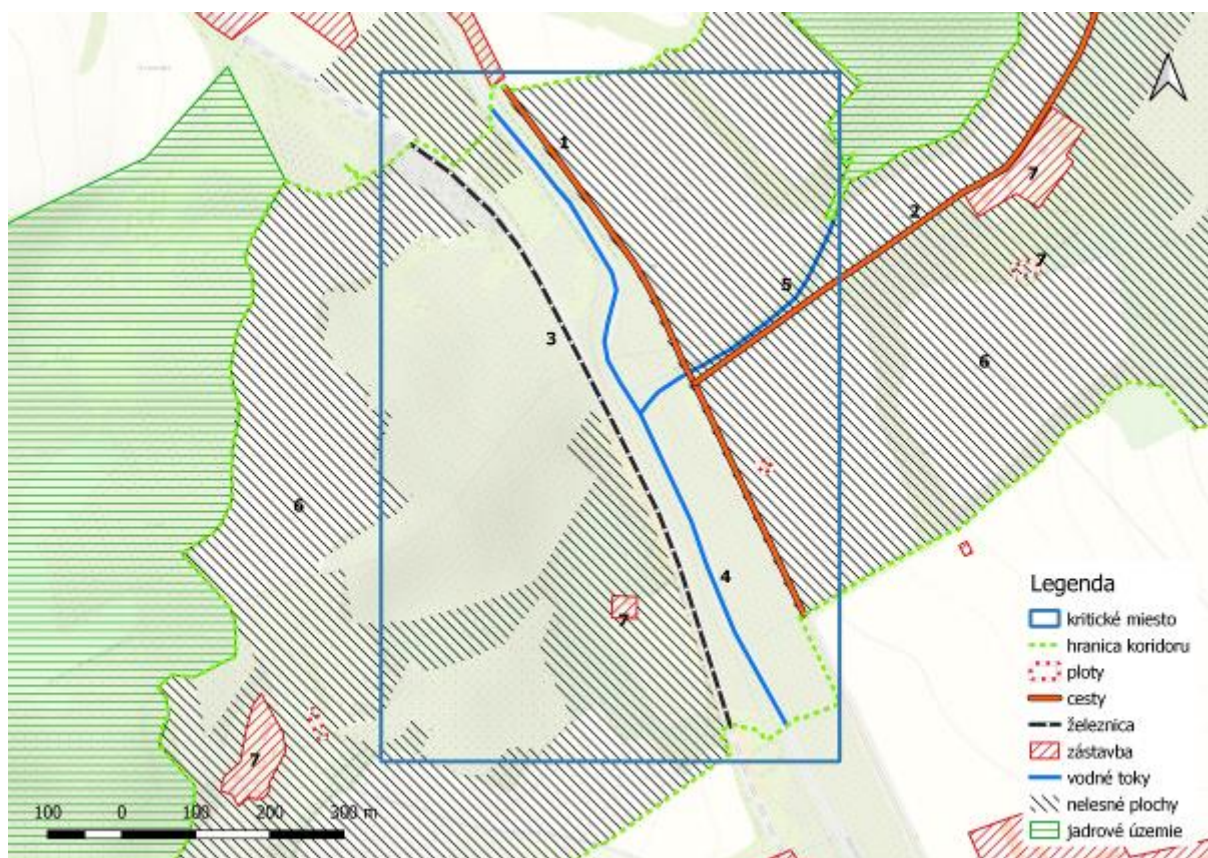 1
7
2
7
5
3
6
6
4
7
7
Legenda
kritické miesto
hranica koridoru
ploty
cesty
železnica
zástavba
vodné toky
nelesné plochy
jadrové územie
100 0 100 200 300 m